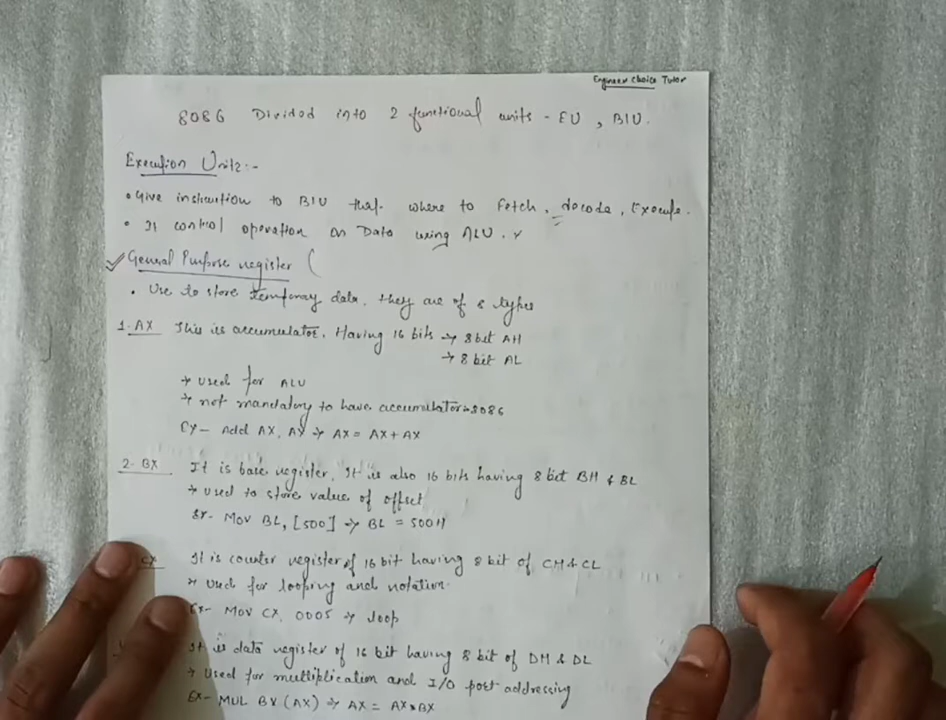 Engineer Choice Tutor
8086 Divided into 2 functional units - EU, BIU.
Execution Unit:-
• Give instruction to BIU that where to Fetch, decode, Execute.
• It control operation on Data using ALU.
General Purpose register (
• Use to store temporary data. they are of 8 types
1. AX This is accumulator. Having 16 bits → 8 bit AH
→ 8 bit AL
→ used for ALU
→ not mandatory to have accumulator in 8086
Ex- Add AX, AX → AX = AX + AX
2. BX It is base register. It is also 16 bits having 8 bit BH & BL
→ used to store value of offset
Ex- Mov BL, [500] → BL = 500H
CX It is counter register of 16 bit having 8 bit of CH & CL
→ Used for looping and rotation.
Ex- MOV CX, 0005 → loop
It is data register of 16 bit having 8 bit of DH & DL
→ Used for multiplication and I/O port addressing
Ex- MUL BX (AX) → AX = AX * BX